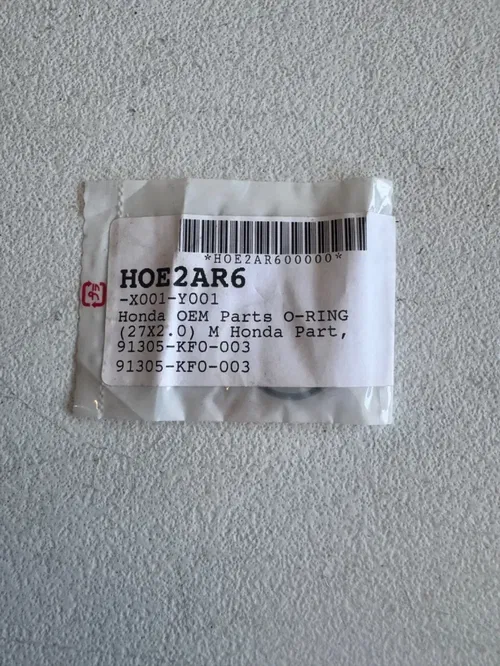 *HOE2AR600000*
HOE2AR6
-X001-Y001
Honda OEM Parts O-RING
(27X2.0) M Honda Part,
91305-KF0-003
91305-KF0-003